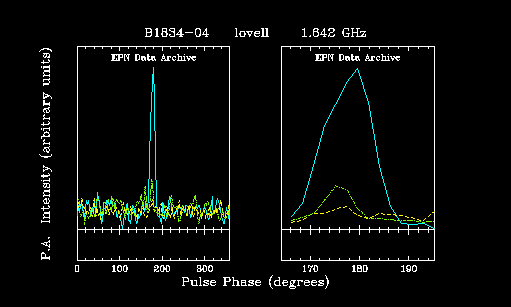 B1834-04 lovell 1.642 GHz
EPN Data Archive EPN Data Archive
P.A. Intensity (arbitrary units)
0 100 200 300 170 180 190
Pulse Phase (degrees)